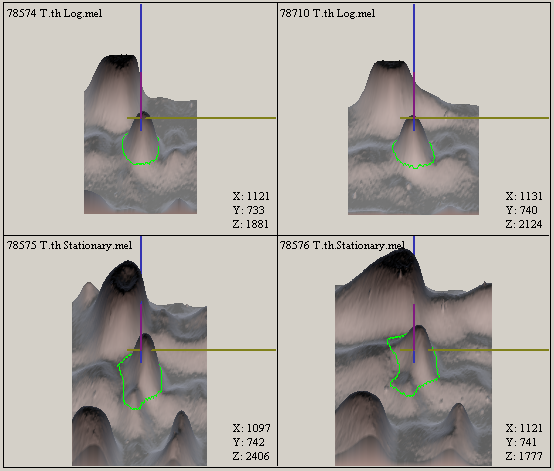 78574 T.th Log.mel
X: 1121
Y: 733
Z: 1881
78710 T.th Log.mel
X: 1131
Y: 740
Z: 2124
78575 T.th Stationary.mel
X: 1097
Y: 742
Z: 2406
78576 T.th.Stationary.mel
X: 1121
Y: 741
Z: 1777